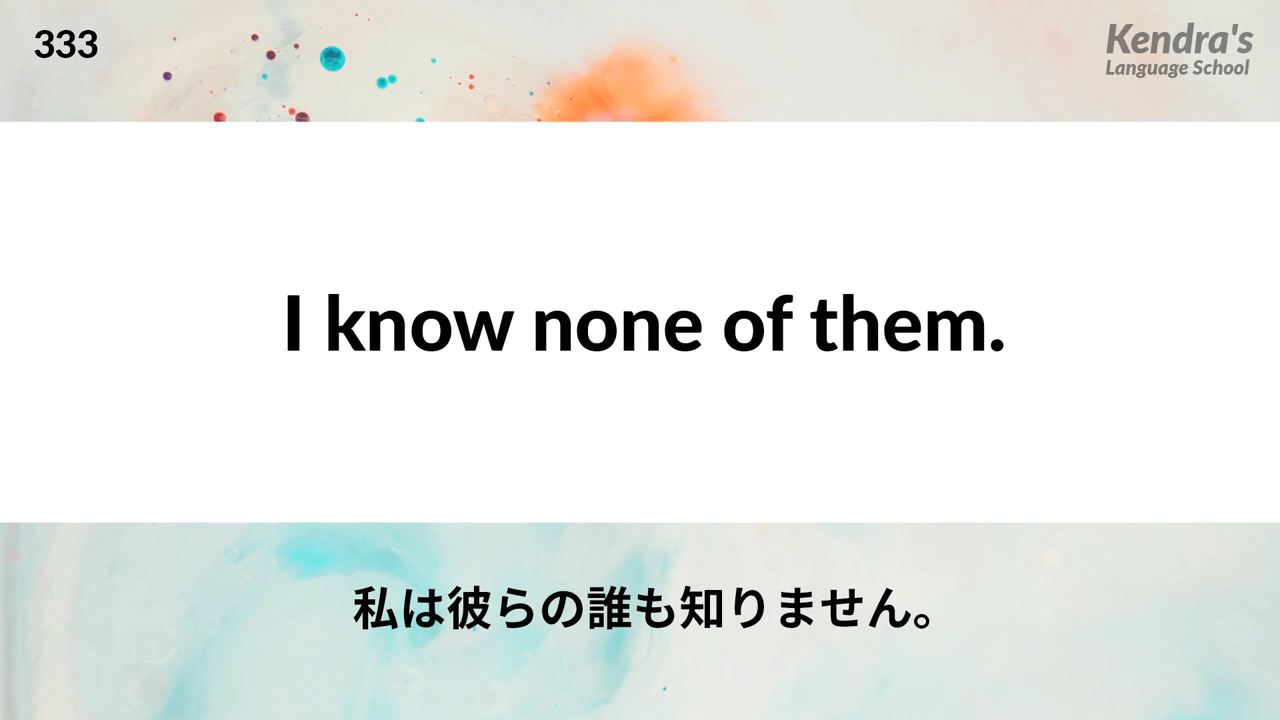 333
Kendra's
Language School
I know none of them.
私は彼らの誰も知りません。